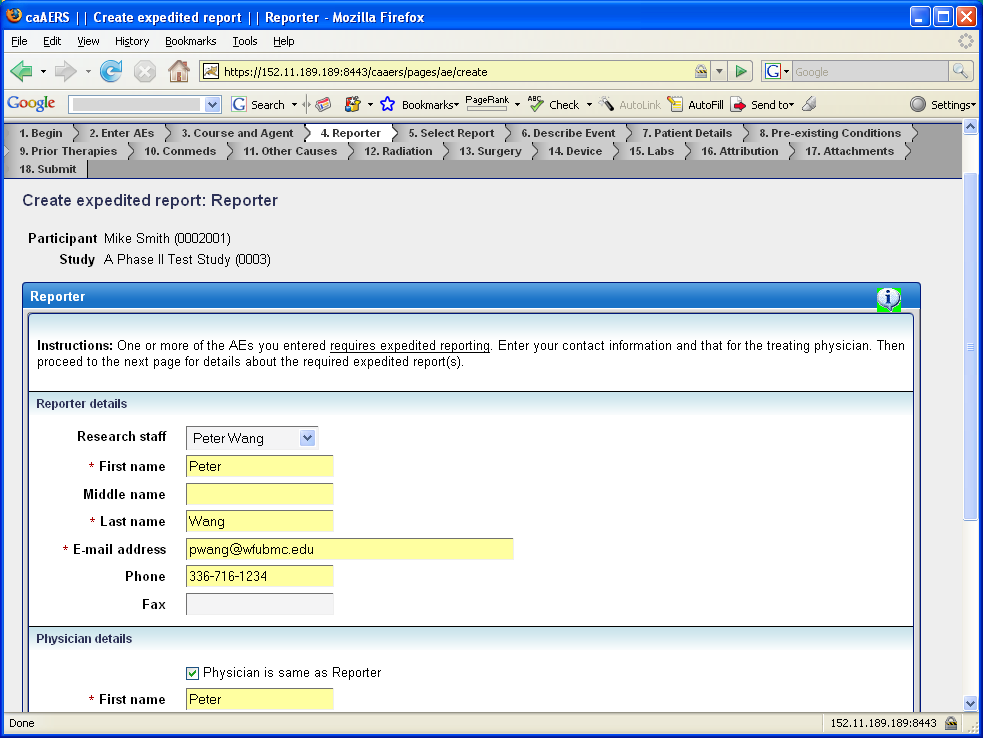 caAERS || Create expedited report || Reporter - Mozilla Firefox
File Edit View History Bookmarks Tools Help
https://152.11.189.189:8443/caaers/pages/ae/create
G Google
Google G Search Bookmarks PageRank ABC Check AutoLink AutoFill Send to Settings
1. Begin 2. Enter AEs 3. Course and Agent 4. Reporter 5. Select Report 6. Describe Event 7. Patient Details 8. Pre-existing Conditions
9. Prior Therapies 10. Conmeds 11. Other Causes 12. Radiation 13. Surgery 14. Device 15. Labs 16. Attribution 17. Attachments
18. Submit
Create expedited report: Reporter
Participant Mike Smith (0002001)
Study A Phase II Test Study (0003)
Reporter
Instructions: One or more of the AEs you entered requires expedited reporting. Enter your contact information and that for the treating physician. Then
proceed to the next page for details about the required expedited report(s).
Reporter details
Research staff Peter Wang
* First name Peter
Middle name
* Last name Wang
* E-mail address pwang@wfubmc.edu
Phone 336-716-1234
Fax
Physician details
Physician is same as Reporter
* First name Peter
Done 152.11.189.189:8443